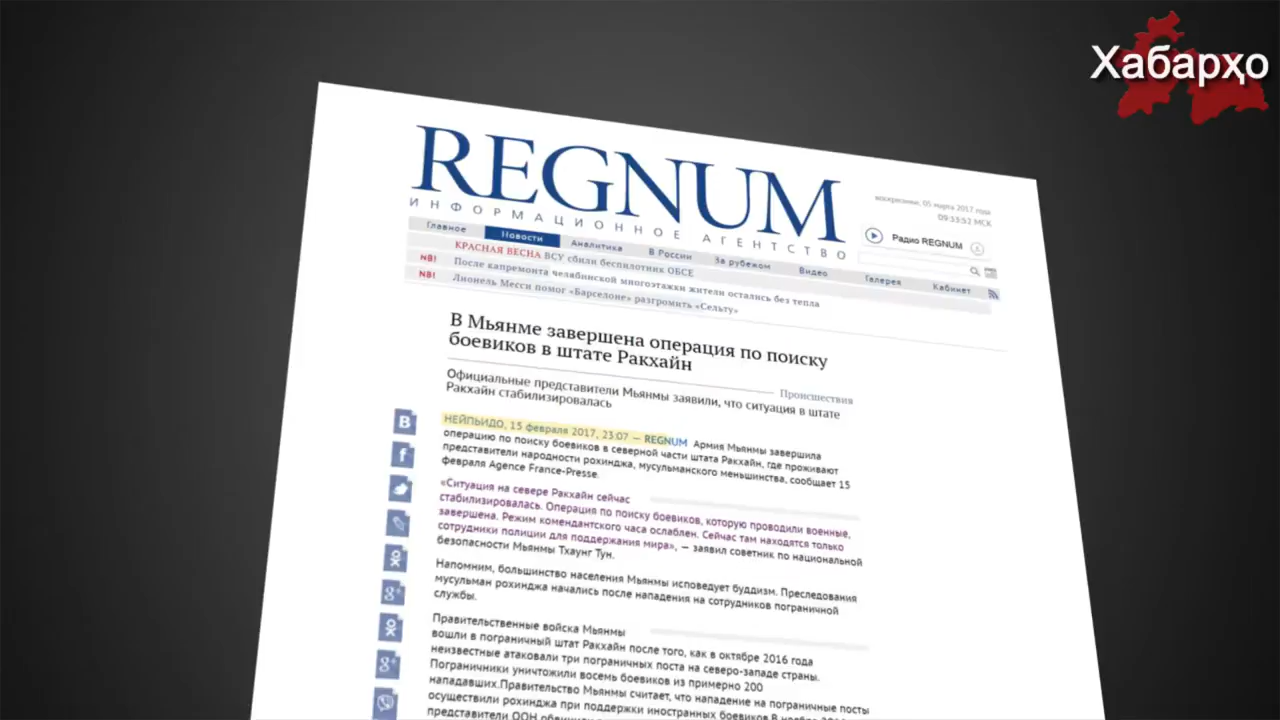 Хабарҳо
REGNUM
ИНФОРМАЦИОННОЕ АГЕНТСТВО
воскресенье, 05 марта 2017 года
09:33:52 МСК
Радио REGNUM
Главное Новости Аналитика В России За рубежом Видео Галерея Кабинет
КРАСНАЯ ВЕСНА ВСУ сбили беспилотник ОБСЕ
NB! После капремонта челябинской многоэтажки жители остались без тепла
NB! Лионель Месси помог «Барселоне» разгромить «Сельту»
В Мьянме завершена операция по поиску
боевиков в штате Ракхайн
Происшествия
Официальные представители Мьянмы заявили, что ситуация в штате
Ракхайн стабилизировалась
НЕЙПЬИДО, 15 февраля 2017, 23:07 — REGNUM Армия Мьянмы завершила
операцию по поиску боевиков в северной части штата Ракхайн, где проживают
представители народности рохинджа, мусульманского меньшинства, сообщает 15
февраля Agence France-Presse.
«Ситуация на севере Ракхайн сейчас
стабилизировалась. Операция по поиску боевиков, которую проводили военные,
завершена. Режим комендантского часа ослаблен. Сейчас там находятся только
сотрудники полиции для поддержания мира», — заявил советник по национальной
безопасности Мьянмы Тхаунг Тун.
Напомним, большинство населения Мьянмы исповедует буддизм. Преследования
мусульман рохинджа начались после нападения на сотрудников пограничной
службы.
Правительственные войска Мьянмы
вошли в пограничный штат Ракхайн после того, как в октябре 2016 года
неизвестные атаковали три пограничных поста на северо-западе страны.
Пограничники уничтожили восемь боевиков из примерно 200
нападавших.Правительство Мьянмы считает, что нападение на пограничные посты
осуществили рохинджа при поддержке иностранных боевиков.В ноябре
представители ООН